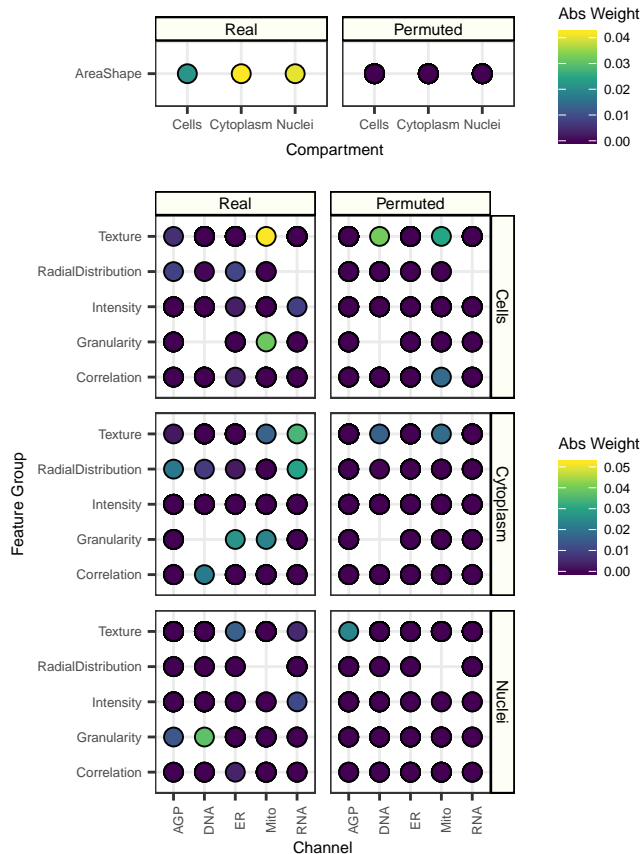 Abs Weight
0.04
0.03
0.02
0.01
0.00
Real
Permuted
AreaShape
Cells
Cytoplasm
Nuclei
Cells
Cytoplasm
Nuclei
Compartment
Real
Permuted
Texture
RadialDistribution
Intensity
Granularity
Correlation
Cells
Texture
RadialDistribution
Intensity
Granularity
Correlation
Cytoplasm
Texture
RadialDistribution
Intensity
Granularity
Correlation
Nuclei
Feature Group
AGP
DNA
ER
Mito
RNA
AGP
DNA
ER
Mito
RNA
Channel
Abs Weight
0.05
0.04
0.03
0.02
0.01
0.00